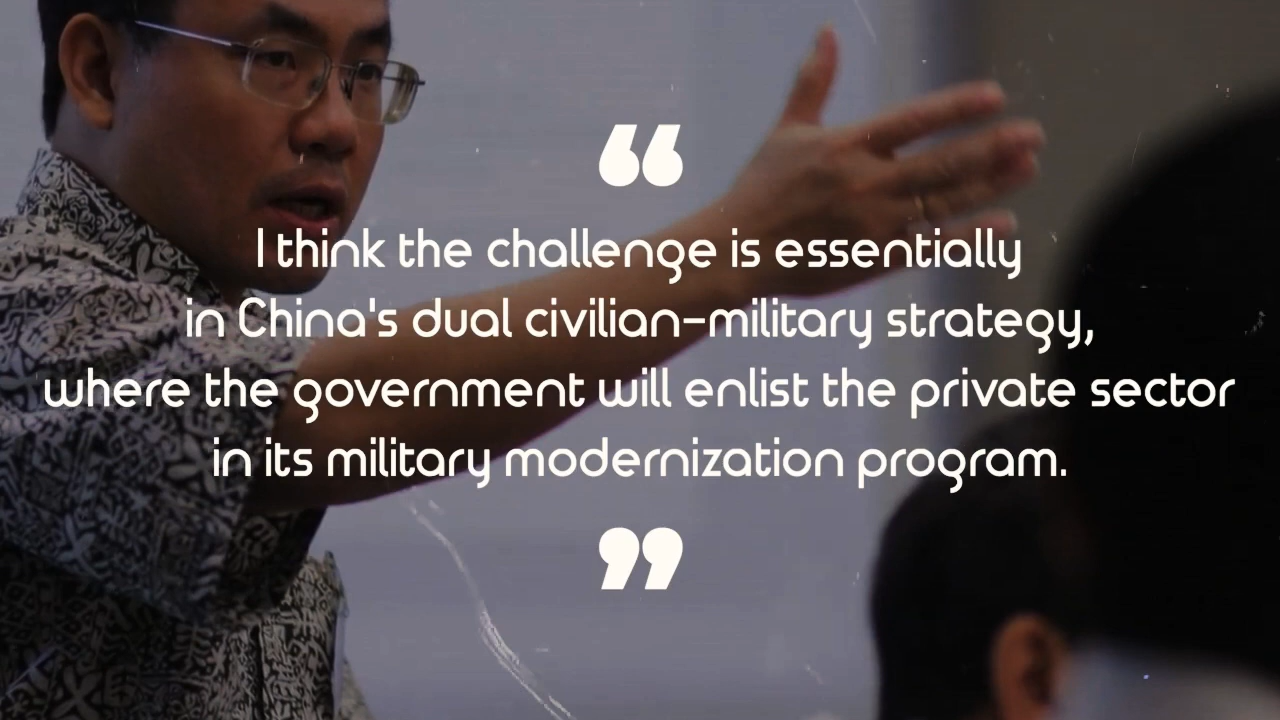 “
I think the challenge is essentially
in China's dual civilian-military strategy,
where the government will enlist the private sector
in its military modernization program.
”